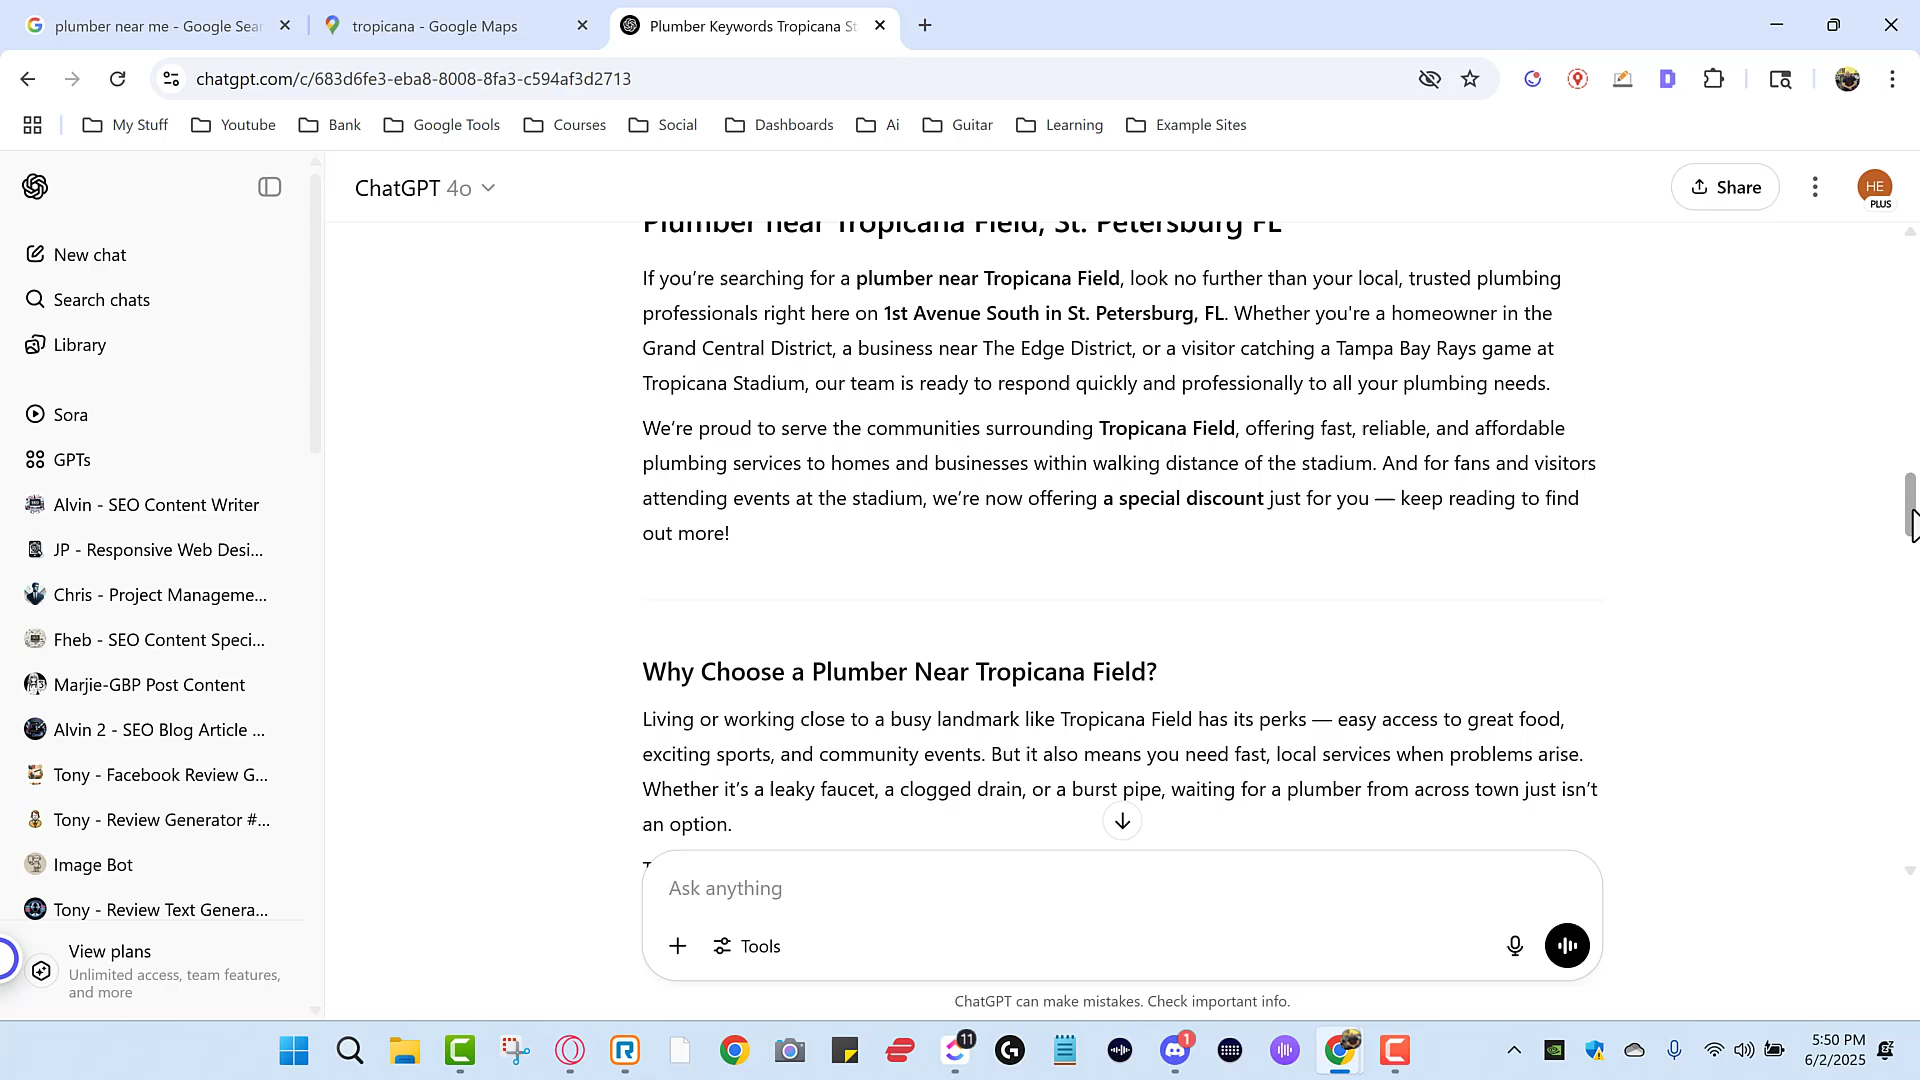 plumber near me - Google Sear
tropicana - Google Maps
Plumber Keywords Tropicana St
chatgpt.com/c/683d6fe3-eba8-8008-8fa3-c594af3d2713
My Stuff
Youtube
Bank
Google Tools
Courses
Social
Dashboards
Ai
Guitar
Learning
Example Sites
ChatGPT 4o
Share
HE
PLUS
New chat
Search chats
Library
Sora
GPTs
Alvin - SEO Content Writer
JP - Responsive Web Desi...
Chris - Project Manageme...
Fheb - SEO Content Speci...
Marjie-GBP Post Content
Alvin 2 - SEO Blog Article ...
Tony - Facebook Review G...
Tony - Review Generator #...
Image Bot
Tony - Review Text Genera...
View plans
Unlimited access, team features,
and more
Plumber near Tropicana Field, St. Petersburg FL
If you’re searching for a plumber near Tropicana Field, look no further than your local, trusted plumbing
professionals right here on 1st Avenue South in St. Petersburg, FL. Whether you're a homeowner in the
Grand Central District, a business near The Edge District, or a visitor catching a Tampa Bay Rays game at
Tropicana Stadium, our team is ready to respond quickly and professionally to all your plumbing needs.
We’re proud to serve the communities surrounding Tropicana Field, offering fast, reliable, and affordable
plumbing services to homes and businesses within walking distance of the stadium. And for fans and visitors
attending events at the stadium, we’re now offering a special discount just for you — keep reading to find
out more!
Why Choose a Plumber Near Tropicana Field?
Living or working close to a busy landmark like Tropicana Field has its perks — easy access to great food,
exciting sports, and community events. But it also means you need fast, local services when problems arise.
Whether it’s a leaky faucet, a clogged drain, or a burst pipe, waiting for a plumber from across town just isn’t
an option.
Ask anything
Tools
ChatGPT can make mistakes. Check important info.
11
1
5:50 PM
6/2/2025